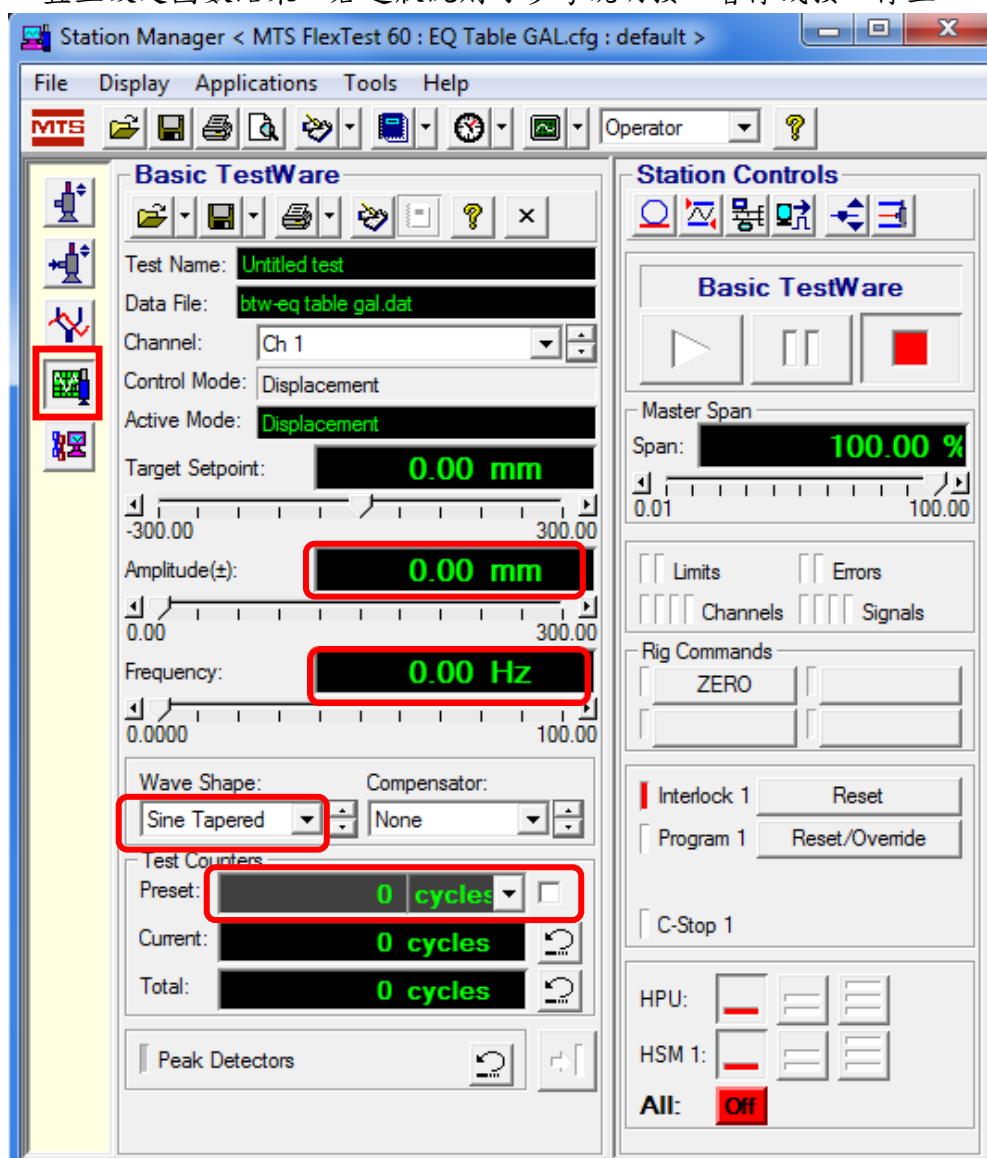 Station Manager < MTS FlexTest 60 : EQ Table GAL.cfg : default >
File Display Applications Tools Help
MTS
Operator
Basic TestWare
Test Name: Untitled test
Data File: btw-eq table gal.dat
Channel: Ch 1
Control Mode: Displacement
Active Mode: Displacement
Target Setpoint: 0.00 mm
-300.00 300.00
Amplitude(±): 0.00 mm
0.00 300.00
Frequency: 0.00 Hz
0.0000 100.00
Wave Shape: Compensator:
Sine Tapered None
Test Counters
Preset: 0 cycles
Current: 0 cycles
Total: 0 cycles
Peak Detectors
Station Controls
Basic TestWare
Master Span
Span: 100.00 %
0.01 100.00
Limits Errors
Channels Signals
Rig Commands
ZERO
Interlock 1 Reset
Program 1 Reset/Override
C-Stop 1
HPU:
HSM 1:
All: Off